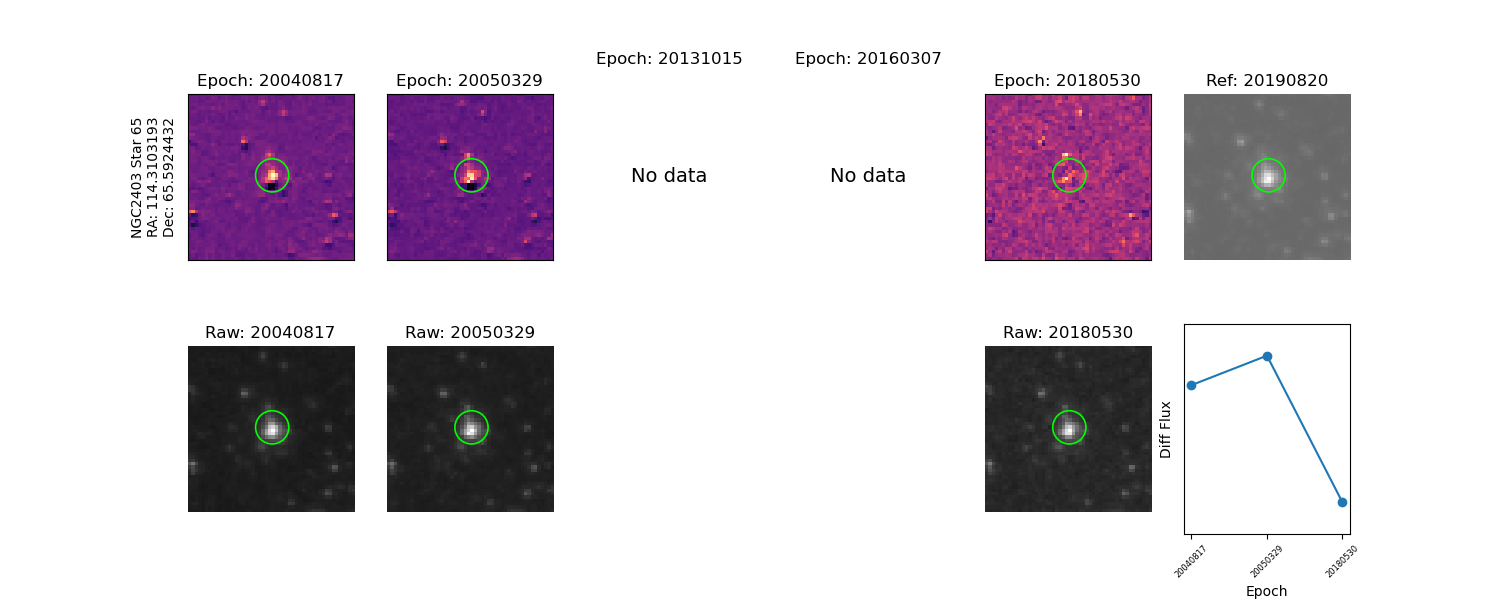 Epoch: 20040817
Epoch: 20050329
Epoch: 20131015
Epoch: 20160307
Epoch: 20180530
Ref: 20190820
NGC2403 Star 65
RA: 114.3103193
Dec: 65.5924432
No data
No data
Raw: 20040817
Raw: 20050329
Raw: 20180530
Diff Flux
20040817
20050329
20180530
Epoch